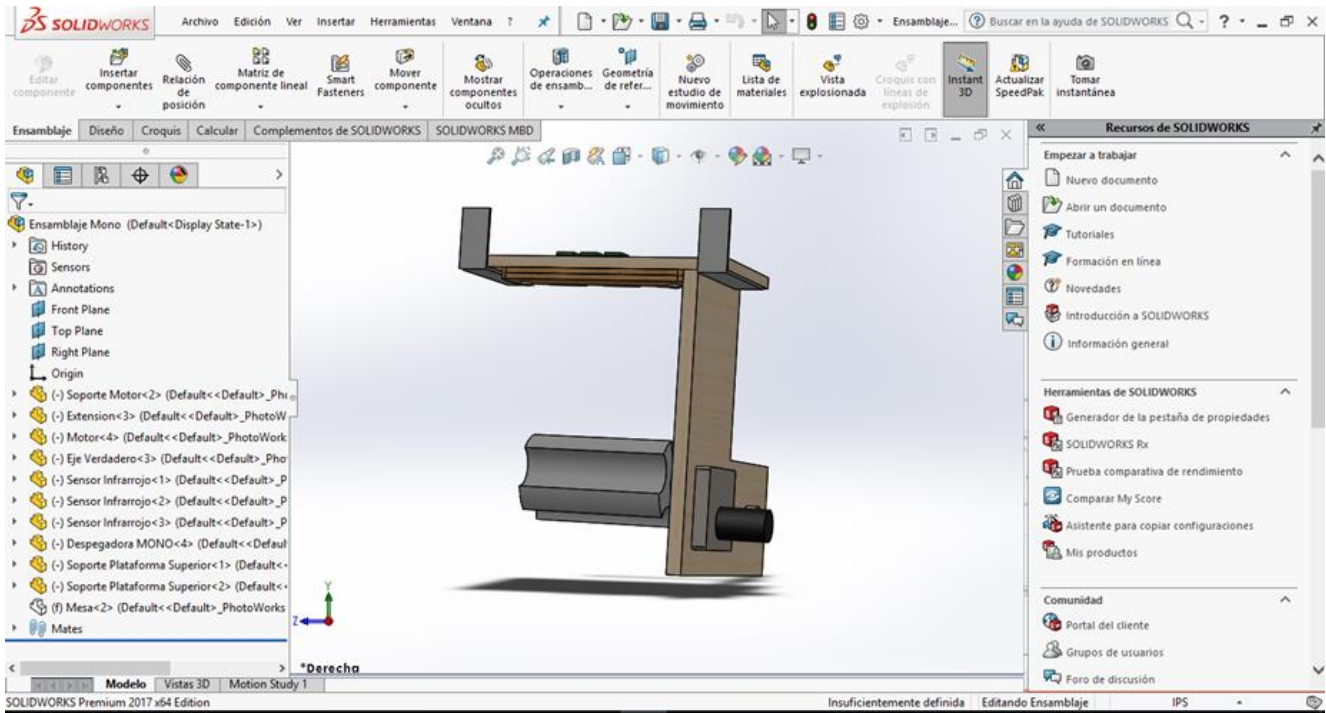 SOLIDWORKS Archivo Edición Ver Insertar Herramientas Ventana ? Ensamblaje... Buscar en la ayuda de SOLIDWORKS ?
Editar componente
Insertar componentes
Relación de posición
Matriz de componente lineal
Smart Fasteners
Mover componente
Mostrar componentes ocultos
Operaciones de ensamb...
Geometría de refer...
Nuevo estudio de movimiento
Lista de materiales
Vista explosionada
Croquis con líneas de explosión
Instant 3D
Actualizar SpeedPak
Tomar instantánea
Ensamblaje Diseño Croquis Calcular Complementos de SOLIDWORKS SOLIDWORKS MBD
Ensamblaje Mono (Default<Display State-1>)
History
Sensors
Annotations
Front Plane
Top Plane
Right Plane
Origin
(-) Soporte Motor<2> (Default<<Default>_Pho
(-) Extension<3> (Default<<Default>_PhotoW
(-) Motor<4> (Default<<Default>_PhotoWork
(-) Eje Verdadero<3> (Default<<Default>_Pho
(-) Sensor Infrarrojo<1> (Default<<Default>_P
(-) Sensor Infrarrojo<2> (Default<<Default>_P
(-) Sensor Infrarrojo<3> (Default<<Default>_P
(-) Despegadora MONO<4> (Default<<Defaul
(-) Soporte Plataforma Superior<1> (Default<
(-) Soporte Plataforma Superior<2> (Default<
(f) Mesa<2> (Default<<Default>_PhotoWorks
Mates
Y
Z
*Derecha
Modelo Vistas 3D Motion Study 1
Recursos de SOLIDWORKS
Empezar a trabajar
Nuevo documento
Abrir un documento
Tutoriales
Formación en línea
Novedades
Introducción a SOLIDWORKS
Información general
Herramientas de SOLIDWORKS
Generador de la pestaña de propiedades
SOLIDWORKS Rx
Prueba comparativa de rendimiento
Comparar My Score
Asistente para copiar configuraciones
Mis productos
Comunidad
Portal del cliente
Grupos de usuarios
Foro de discusión
SOLIDWORKS Premium 2017 x64 Edition Insuficientemente definida Editando Ensamblaje IPS